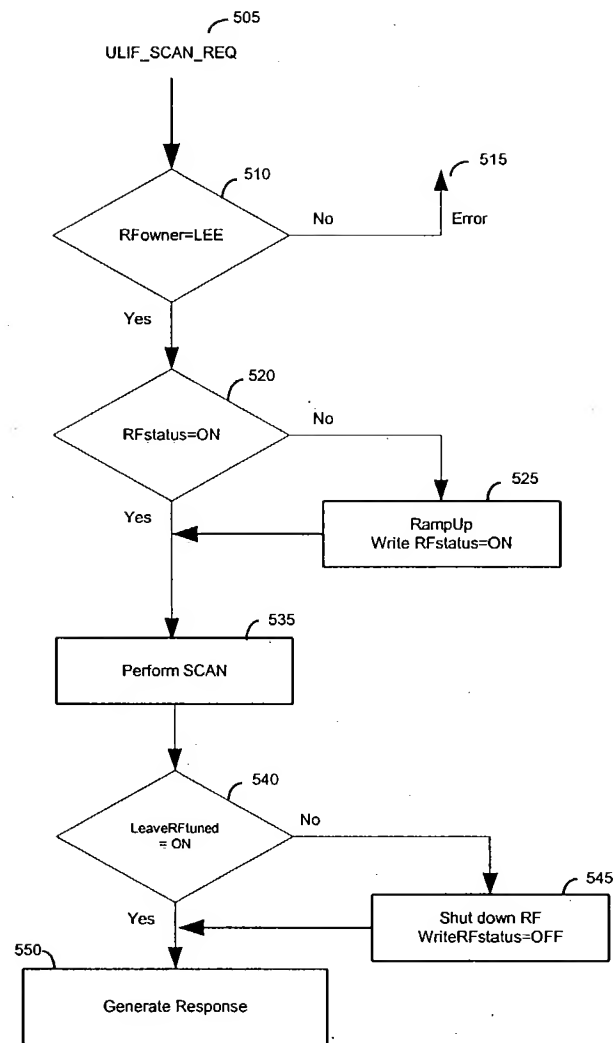 505
ULIF_SCAN_REQ
510
515
RFowner=LEE
No
Error
Yes
520
RFstatus=ON
No
525
Yes
RampUp
Write RFstatus=ON
535
Perform SCAN
540
LeaveRFtuned
= ON
No
545
Yes
Shut down RF
WriteRFstatus=OFF
550
Generate Response